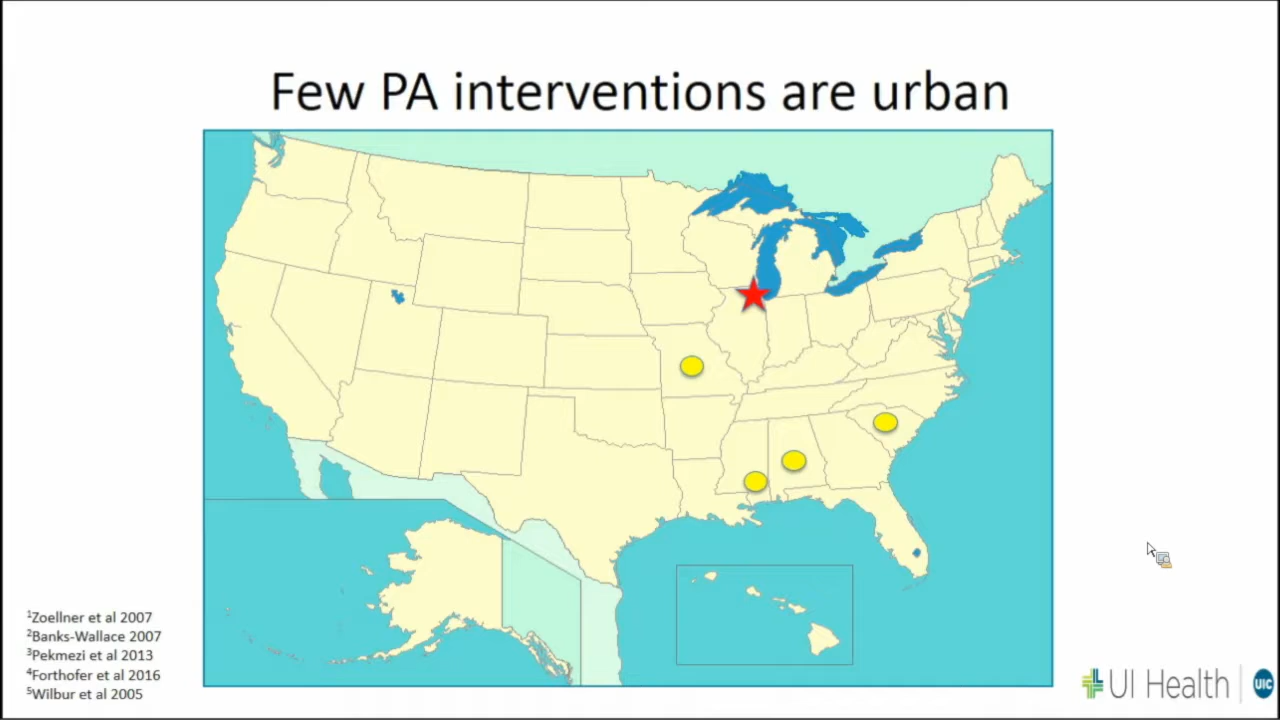 Few PA interventions are urban
¹Zoellner et al 2007
²Banks-Wallace 2007
³Pekmezi et al 2013
⁴Forthofer et al 2016
⁵Wilbur et al 2005
UI Health
UIC